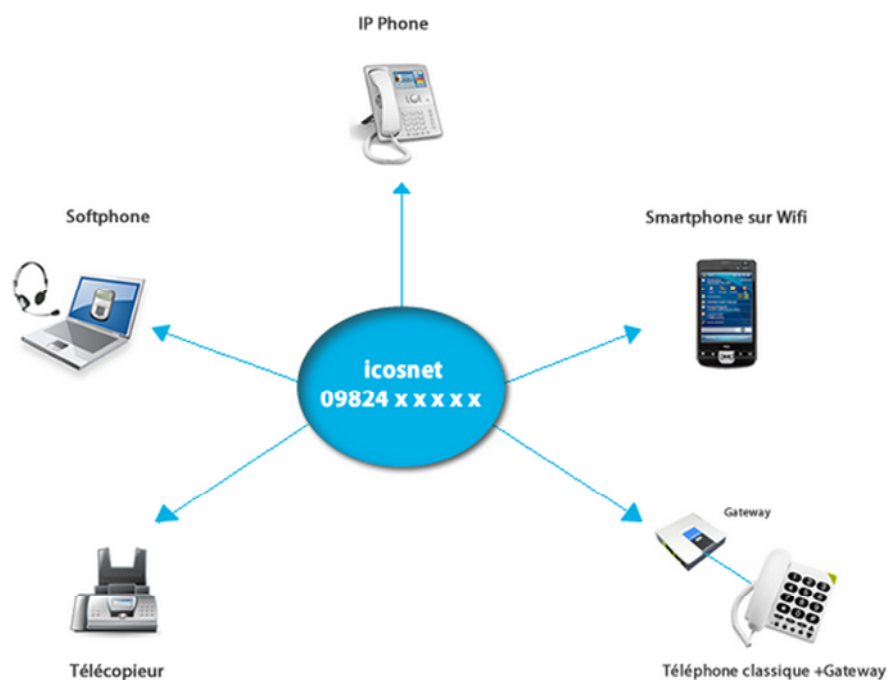 IP Phone
Softphone
Smartphone sur Wifi
icosnet
09824 x x x x x
Gateway
Télécopieur
Téléphone classique +Gateway